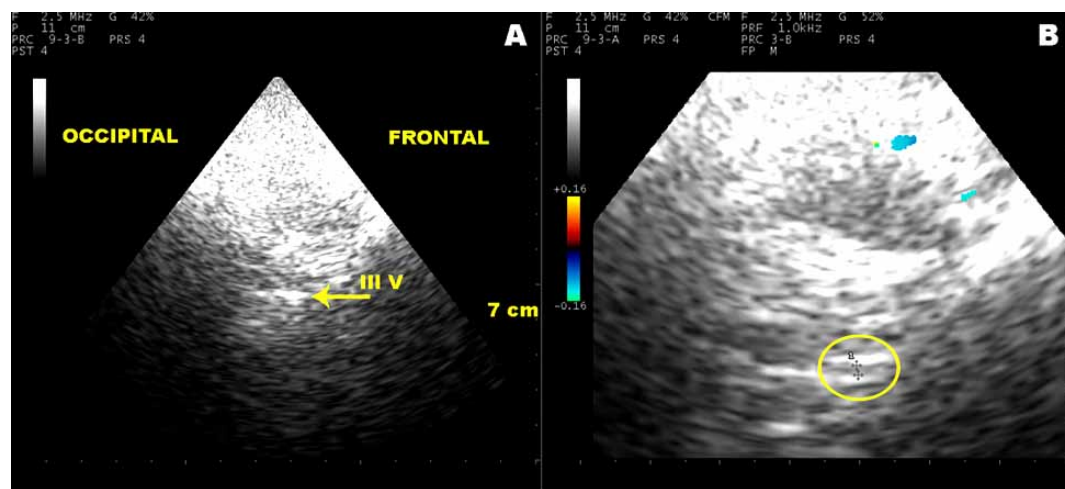 F 2.5 MHz G 42%
P 11 cm
PRC 9-3-B PRS 4
PST 4
A
OCCIPITAL
FRONTAL
III V
7 cm
F 2.5 MHz G 42% CFM F 2.5 MHz G 52%
P 11 cm PRF 1.0kHz
PRC 9-3-A PRS 4 PRC 3-B PRS 4
PST 4 FP M
B
+0.16
-0.16